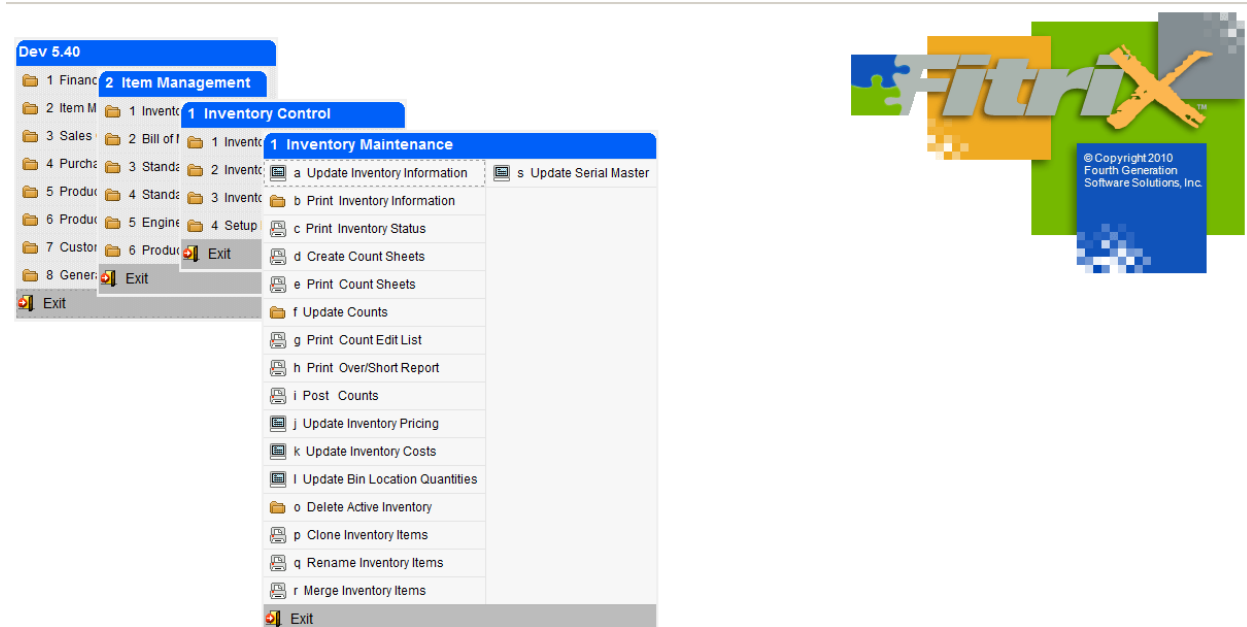 Dev 5.40
1 Financ
2 Item M
3 Sales
4 Purcha
5 Produc
6 Produc
7 Custor
8 Genera
Exit
2 Item Management
1 Invento
2 Bill of M
3 Standa
4 Standa
5 Engine
6 Produc
Exit
1 Inventory Control
1 Invento
2 Invento
3 Invento
4 Setup
Exit
1 Inventory Maintenance
a Update Inventory Information
b Print Inventory Information
c Print Inventory Status
d Create Count Sheets
e Print Count Sheets
f Update Counts
g Print Count Edit List
h Print Over/Short Report
i Post Counts
j Update Inventory Pricing
k Update Inventory Costs
l Update Bin Location Quantities
o Delete Active Inventory
p Clone Inventory Items
q Rename Inventory Items
r Merge Inventory Items
s Update Serial Master
Exit
FitriX
TM
©Copyright 2010
Fourth Generation
Software Solutions, Inc.